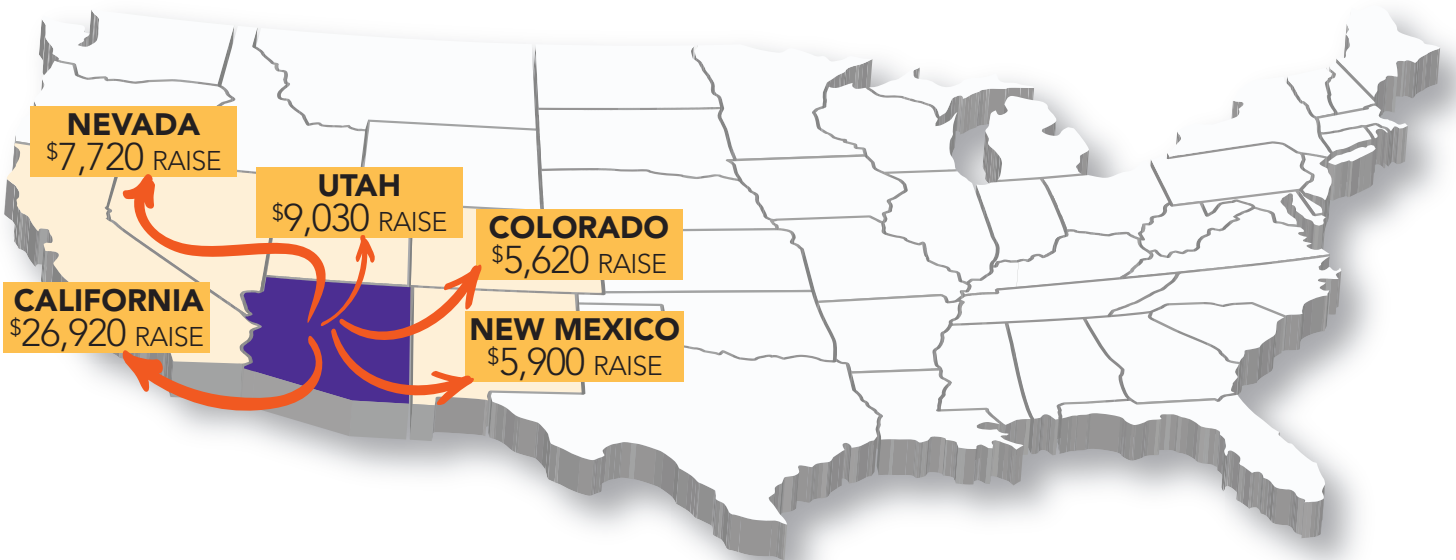 NEVADA
$7,720 RAISE
UTAH
$9,030 RAISE
COLORADO
$5,620 RAISE
CALIFORNIA
$26,920 RAISE
NEW MEXICO
$5,900 RAISE